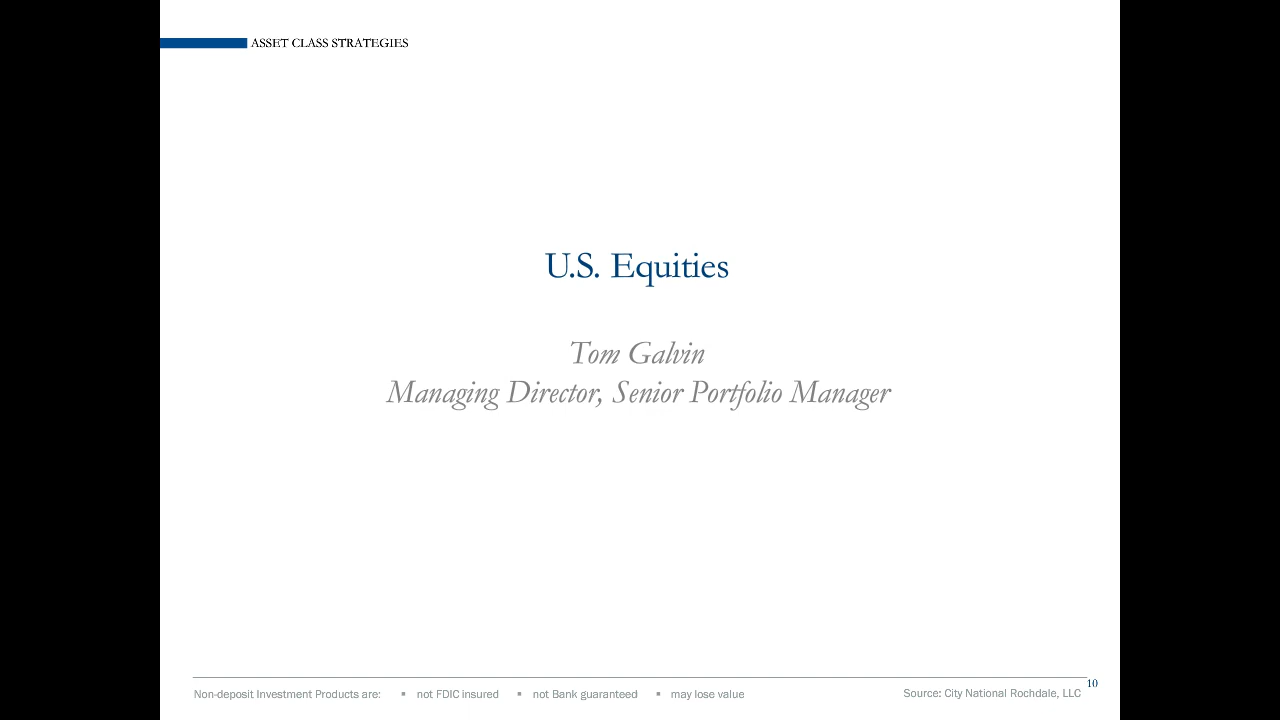 ASSET CLASS STRATEGIES
U.S. Equities
Tom Galvin
Managing Director, Senior Portfolio Manager
Non-deposit Investment Products are: ▪ not FDIC insured ▪ not Bank guaranteed ▪ may lose value
Source: City National Rochdale, LLC
10